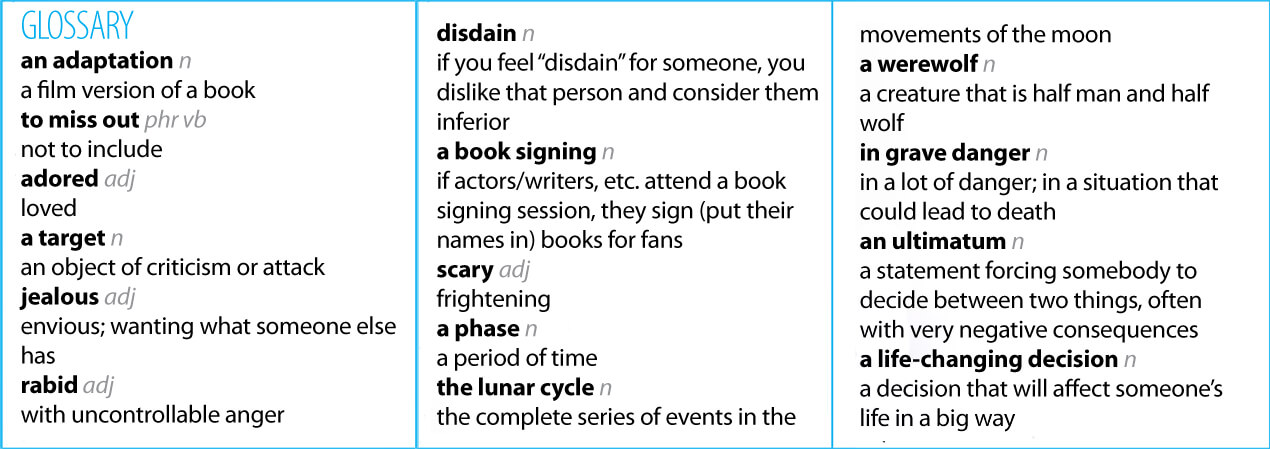 GLOSSARY
an adaptation n
a film version of a book
to miss out phr vb
not to include
adored adj
loved
a target n
an object of criticism or attack
jealous adj
envious; wanting what someone else
has
rabid adj
with uncontrollable anger
disdain n
if you feel “disdain” for someone, you
dislike that person and consider them
inferior
a book signing n
if actors/writers, etc. attend a book
signing session, they sign (put their
names in) books for fans
scary adj
frightening
a phase n
a period of time
the lunar cycle n
the complete series of events in the
movements of the moon
a werewolf n
a creature that is half man and half
wolf
in grave danger n
in a lot of danger; in a situation that
could lead to death
an ultimatum n
a statement forcing somebody to
decide between two things, often
with very negative consequences
a life-changing decision n
a decision that will affect someone’s
life in a big way